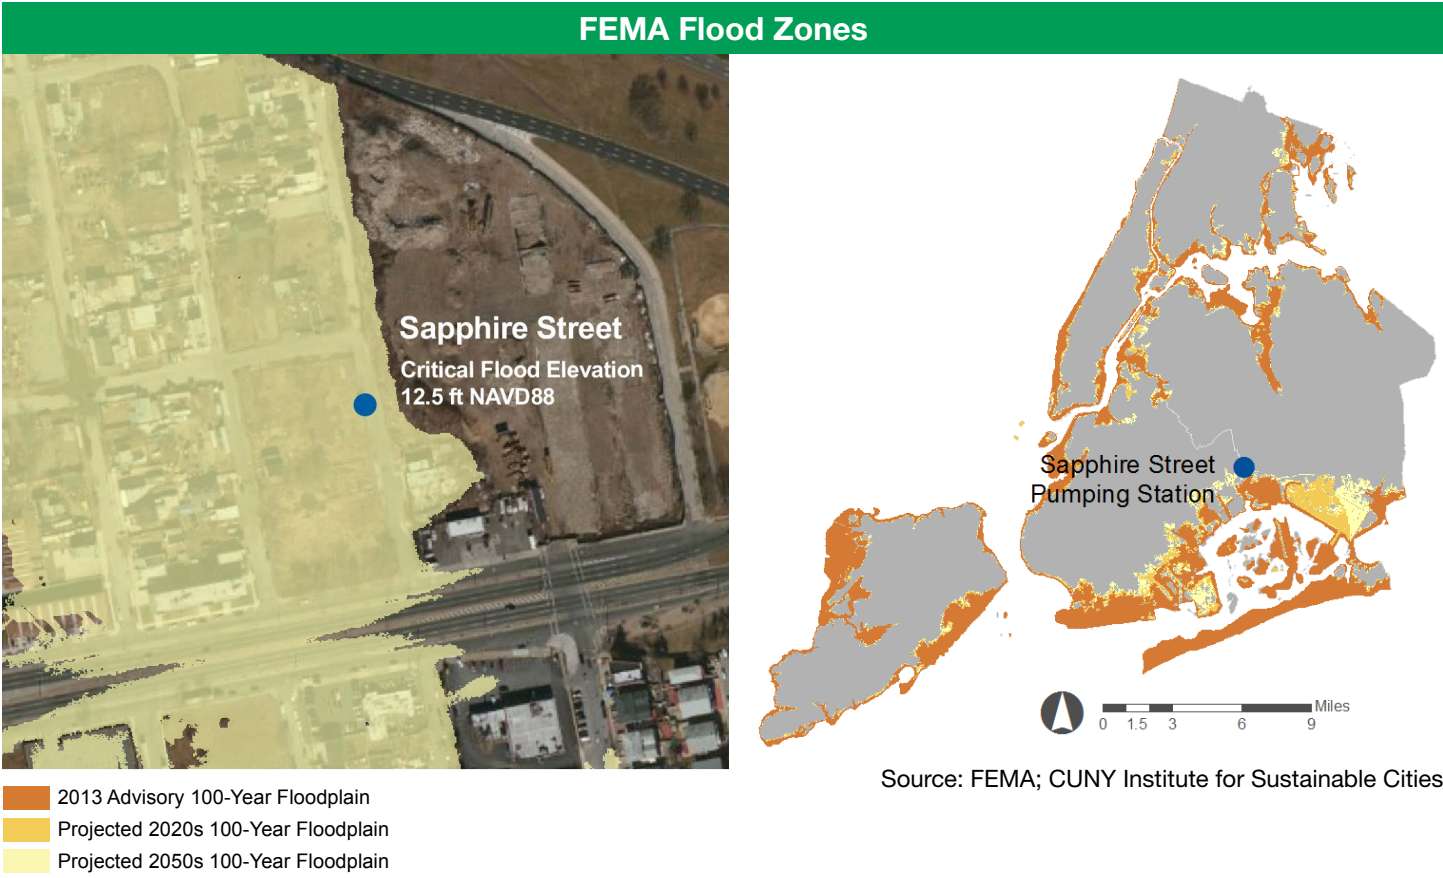 FEMA Flood Zones
Sapphire Street
Critical Flood Elevation
12.5 ft NAVD88
Sapphire Street
Pumping Station
Miles
0 1.5 3 6 9
Source: FEMA; CUNY Institute for Sustainable Cities
2013 Advisory 100-Year Floodplain
Projected 2020s 100-Year Floodplain
Projected 2050s 100-Year Floodplain